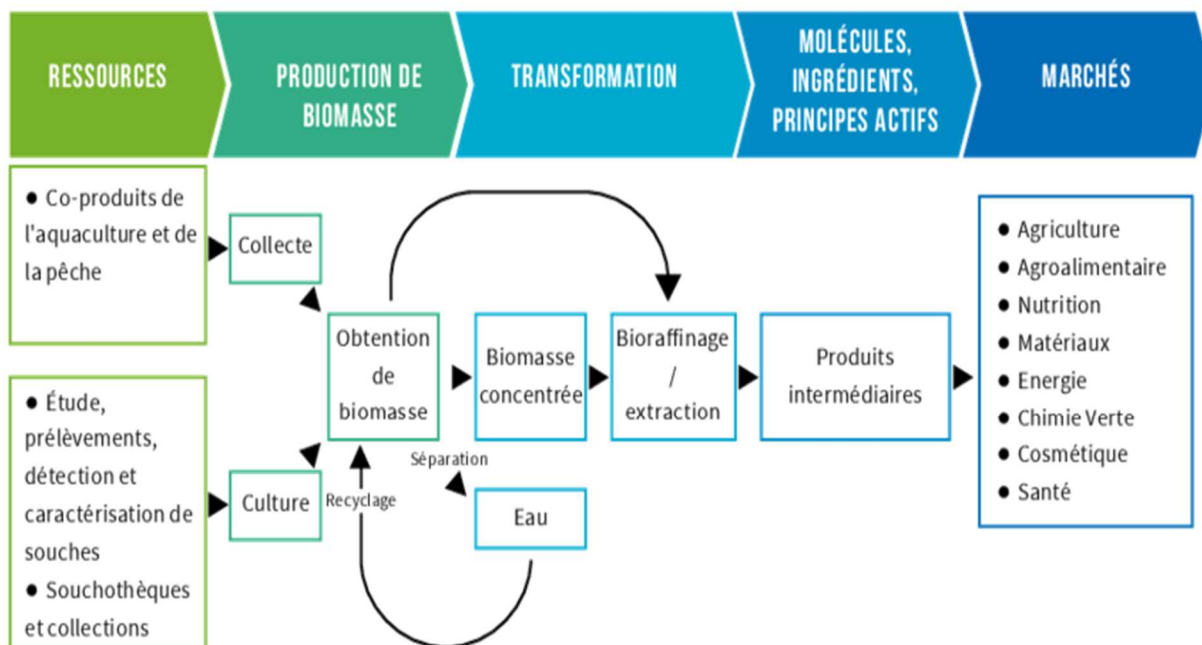 RESSOURCES
PRODUCTION DE
BIOMASSE
TRANSFORMATION
MOLÉCULES,
INGRÉDIENTS,
PRINCIPES ACTIFS
MARCHÉS
● Co-produits de
l'aquaculture et de
la pêche
● Étude,
prélèvements,
détection et
caractérisation de
souches
● Souchothèques
et collections
Collecte
Culture
Obtention
de
biomasse
Recyclage
Séparation
Biomasse
concentrée
Eau
Bioraffinage
/
extraction
Produits
intermédiaires
● Agriculture
● Agroalimentaire
● Nutrition
● Matériaux
● Energie
● Chimie Verte
● Cosmétique
● Santé